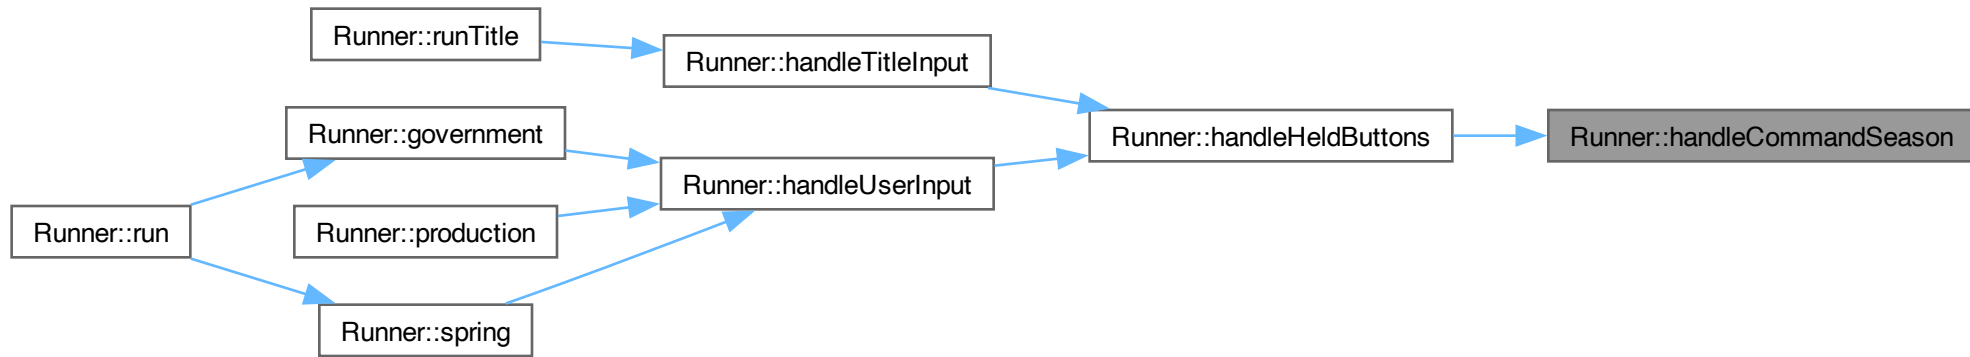 Runner::runTitle
Runner::handleTitleInput
Runner::government
Runner::handleHeldButtons
Runner::handleCommandSeason
Runner::handleUserInput
Runner::run
Runner::production
Runner::spring